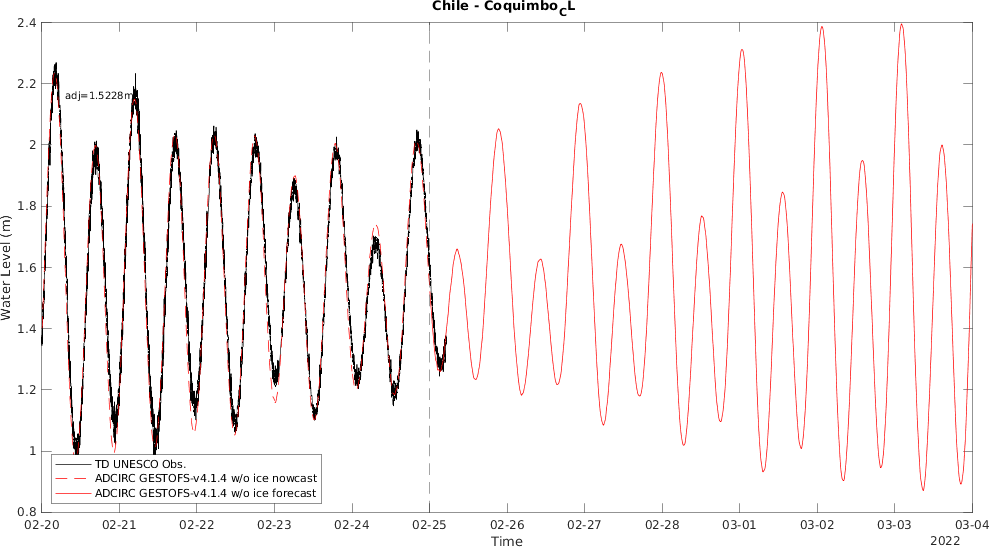 Chile - Coquimbo_CL
2.4
2.2
adj=1.5228m
2
1.8
1.6
1.4
1.2
1
0.8
Water Level (m)
TD UNESCO Obs.
ADCIRC GESTOFS-v4.1.4 w/o ice nowcast
ADCIRC GESTOFS-v4.1.4 w/o ice forecast
02-20 02-21 02-22 02-23 02-24 02-25 02-26 02-27 02-28 03-01 03-02 03-03 03-04
Time
2022